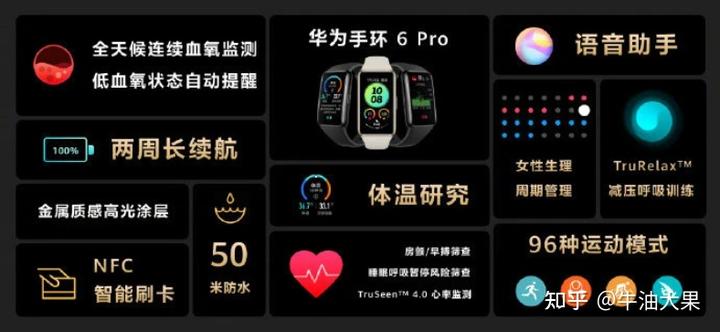 全天候连续血氧监测
低血氧状态自动提醒
华为手环 6 Pro
语音助手
100%
两周长续航
女性生理
周期管理
TruRelax™
减压呼吸训练
金属质感高光涂层
50
米防水
体温研究
NFC
智能刷卡
房颤/早搏筛查
睡眠呼吸暂停风险筛查
TruSeen™ 4.0 心率监测
96种运动模式
知乎 @牛油大果